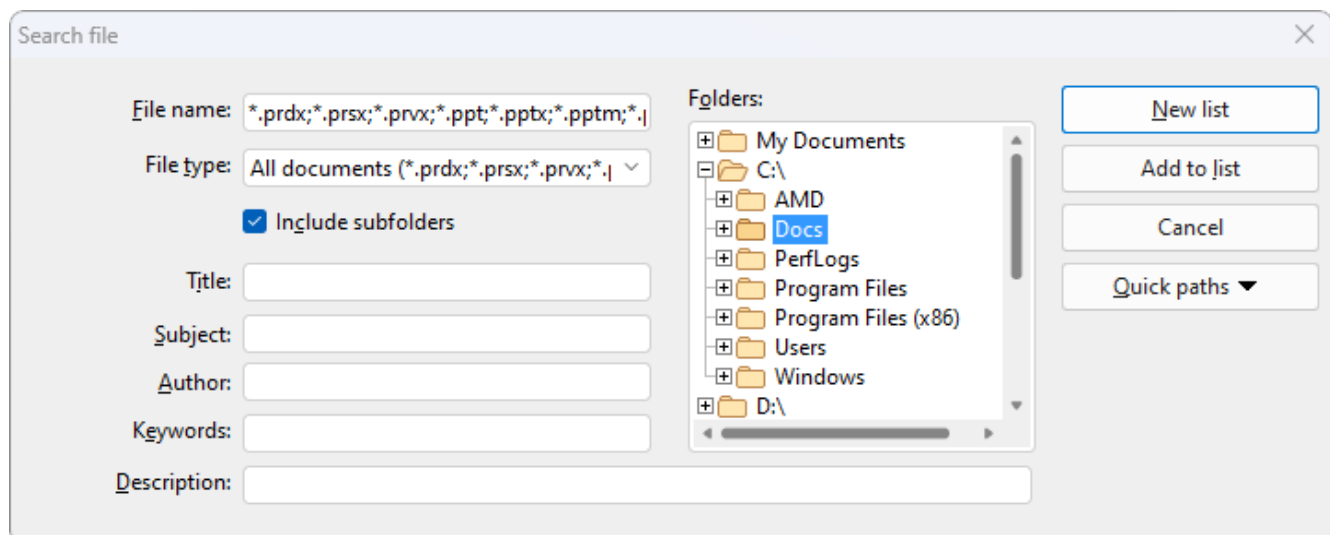 Search file
File name: *.prdx;*.prsx;*.prvx;*.ppt;*.pptx;*.pptm;*.p
File type: All documents (*.prdx;*.prsx;*.prvx;*.p
Include subfolders
Title:
Subject:
Author:
Keywords:
Description:
Folders:
My Documents
C:\
AMD
Docs
PerfLogs
Program Files
Program Files (x86)
Users
Windows
D:\
New list
Add to list
Cancel
Quick paths